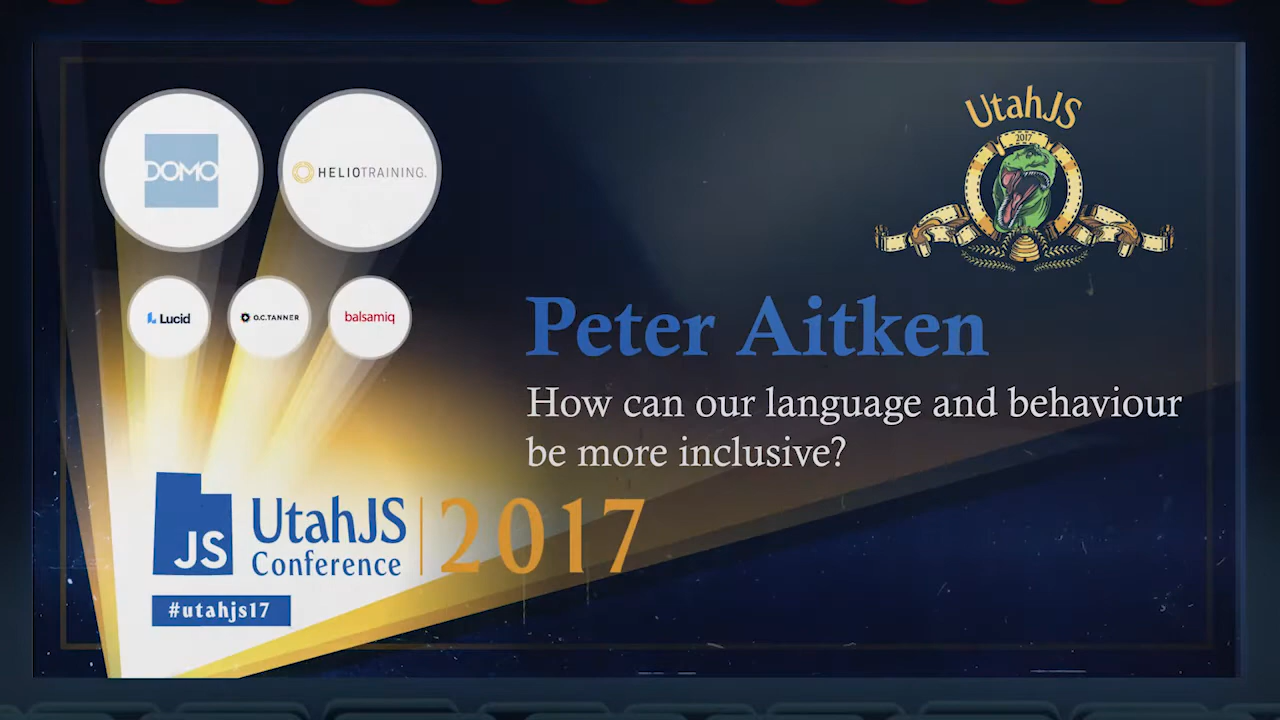 DOMO
HELIOTRAINING.
UtahJS
2017
Lucid
O.C.TANNER
balsamiq
Peter Aitken
How can our language and behaviour
be more inclusive?
JS
UtahJS
Conference
2017
#utahjs17